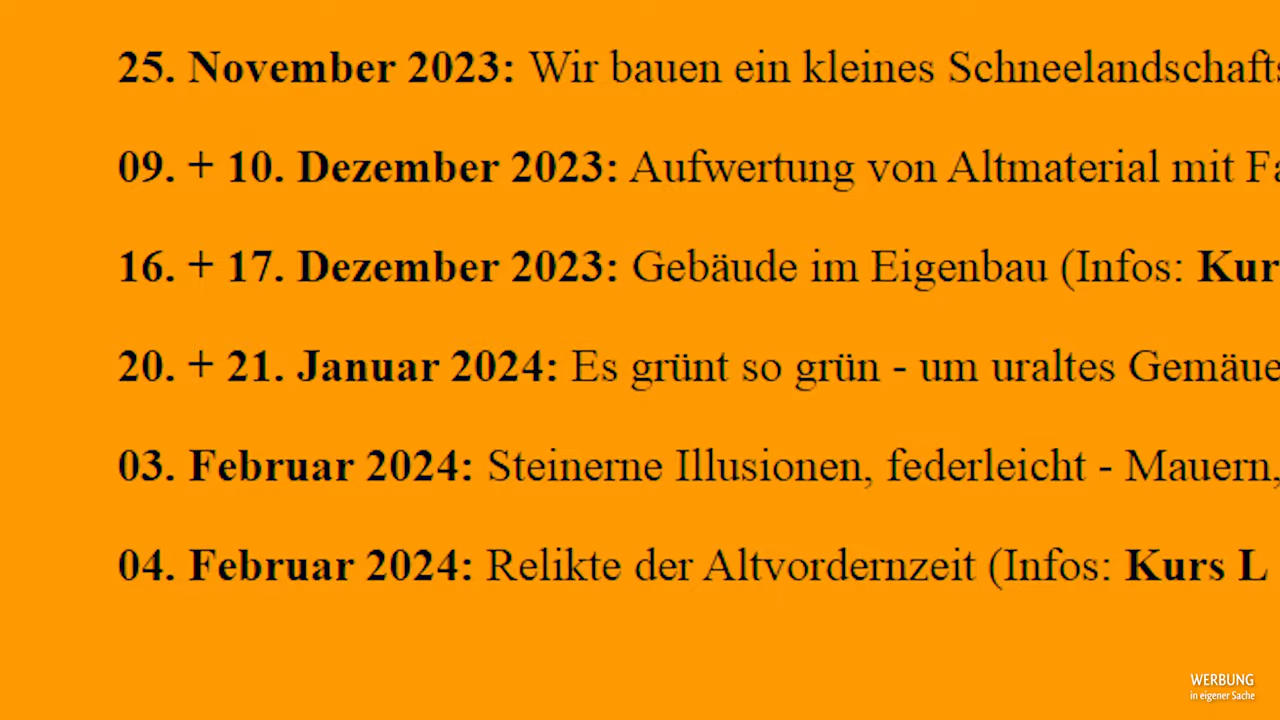 25. November 2023: Wir bauen ein kleines Schneelandschafts
09. + 10. Dezember 2023: Aufwertung von Altmaterial mit Fa
16. + 17. Dezember 2023: Gebäude im Eigenbau (Infos: Kur
20. + 21. Januar 2024: Es grünt so grün - um uraltes Gemäue
03. Februar 2024: Steinerne Illusionen, federleicht - Mauern,
04. Februar 2024: Relikte der Altvordernzeit (Infos: Kurs L
WERBUNG
in eigener Sache